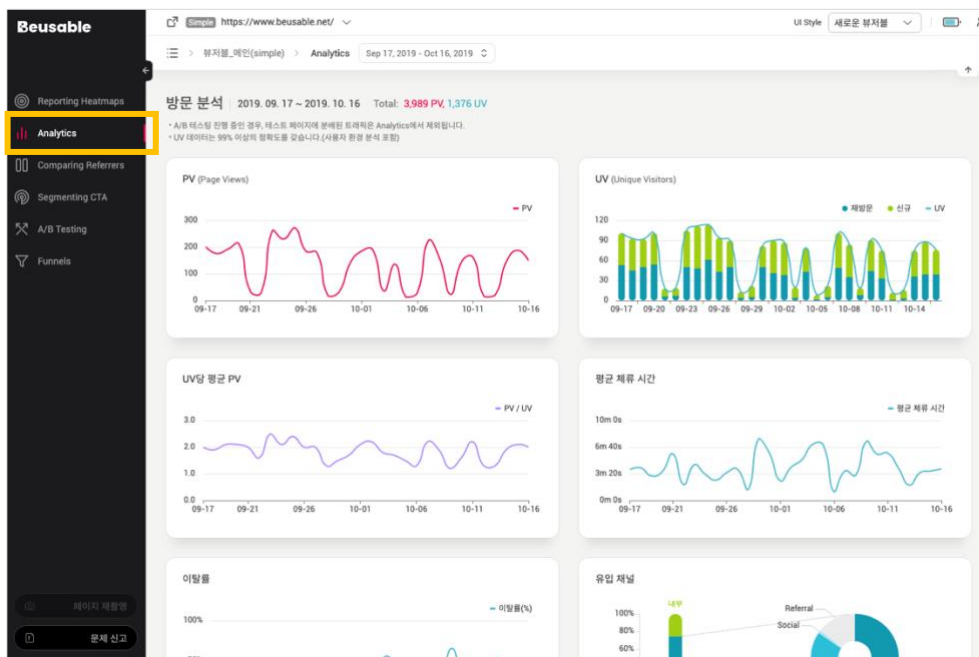 Beusable
Simple https://www.beusable.net/
UI Style 새로운 뷰저블
뷰저블_메인(simple) > Analytics Sep 17, 2019 - Oct 16, 2019
Reporting Heatmaps
Analytics
Comparing Referrers
Segmenting CTA
A/B Testing
Funnels
페이지 재촬영
문제 신고
방문 분석 2019. 09. 17 ~ 2019. 10. 16 Total: 3,989 PV, 1,376 UV
* A/B 테스팅 진행 중인 경우, 테스트 페이지에 분배된 트래픽은 Analytics에서 제외됩니다.
* UV 데이터는 99% 이상의 정확도를 갖습니다.(사용자 환경 분석 포함)
PV (Page Views)
PV
300
200
100
0
09-17 09-21 09-26 10-01 10-06 10-11 10-16
UV (Unique Visitors)
재방문 신규 UV
120
90
60
30
0
09-17 09-20 09-23 09-26 09-29 10-02 10-05 10-08 10-11 10-14
UV당 평균 PV
PV / UV
3.0
2.0
1.0
0.0
09-17 09-21 09-26 10-01 10-06 10-11 10-16
평균 체류 시간
평균 체류 시간
10m 0s
6m 40s
3m 20s
0m 0s
09-17 09-21 09-26 10-01 10-06 10-11 10-16
이탈률
이탈률(%)
100%
유입 채널
내부
100%
80%
60%
Referral
Social